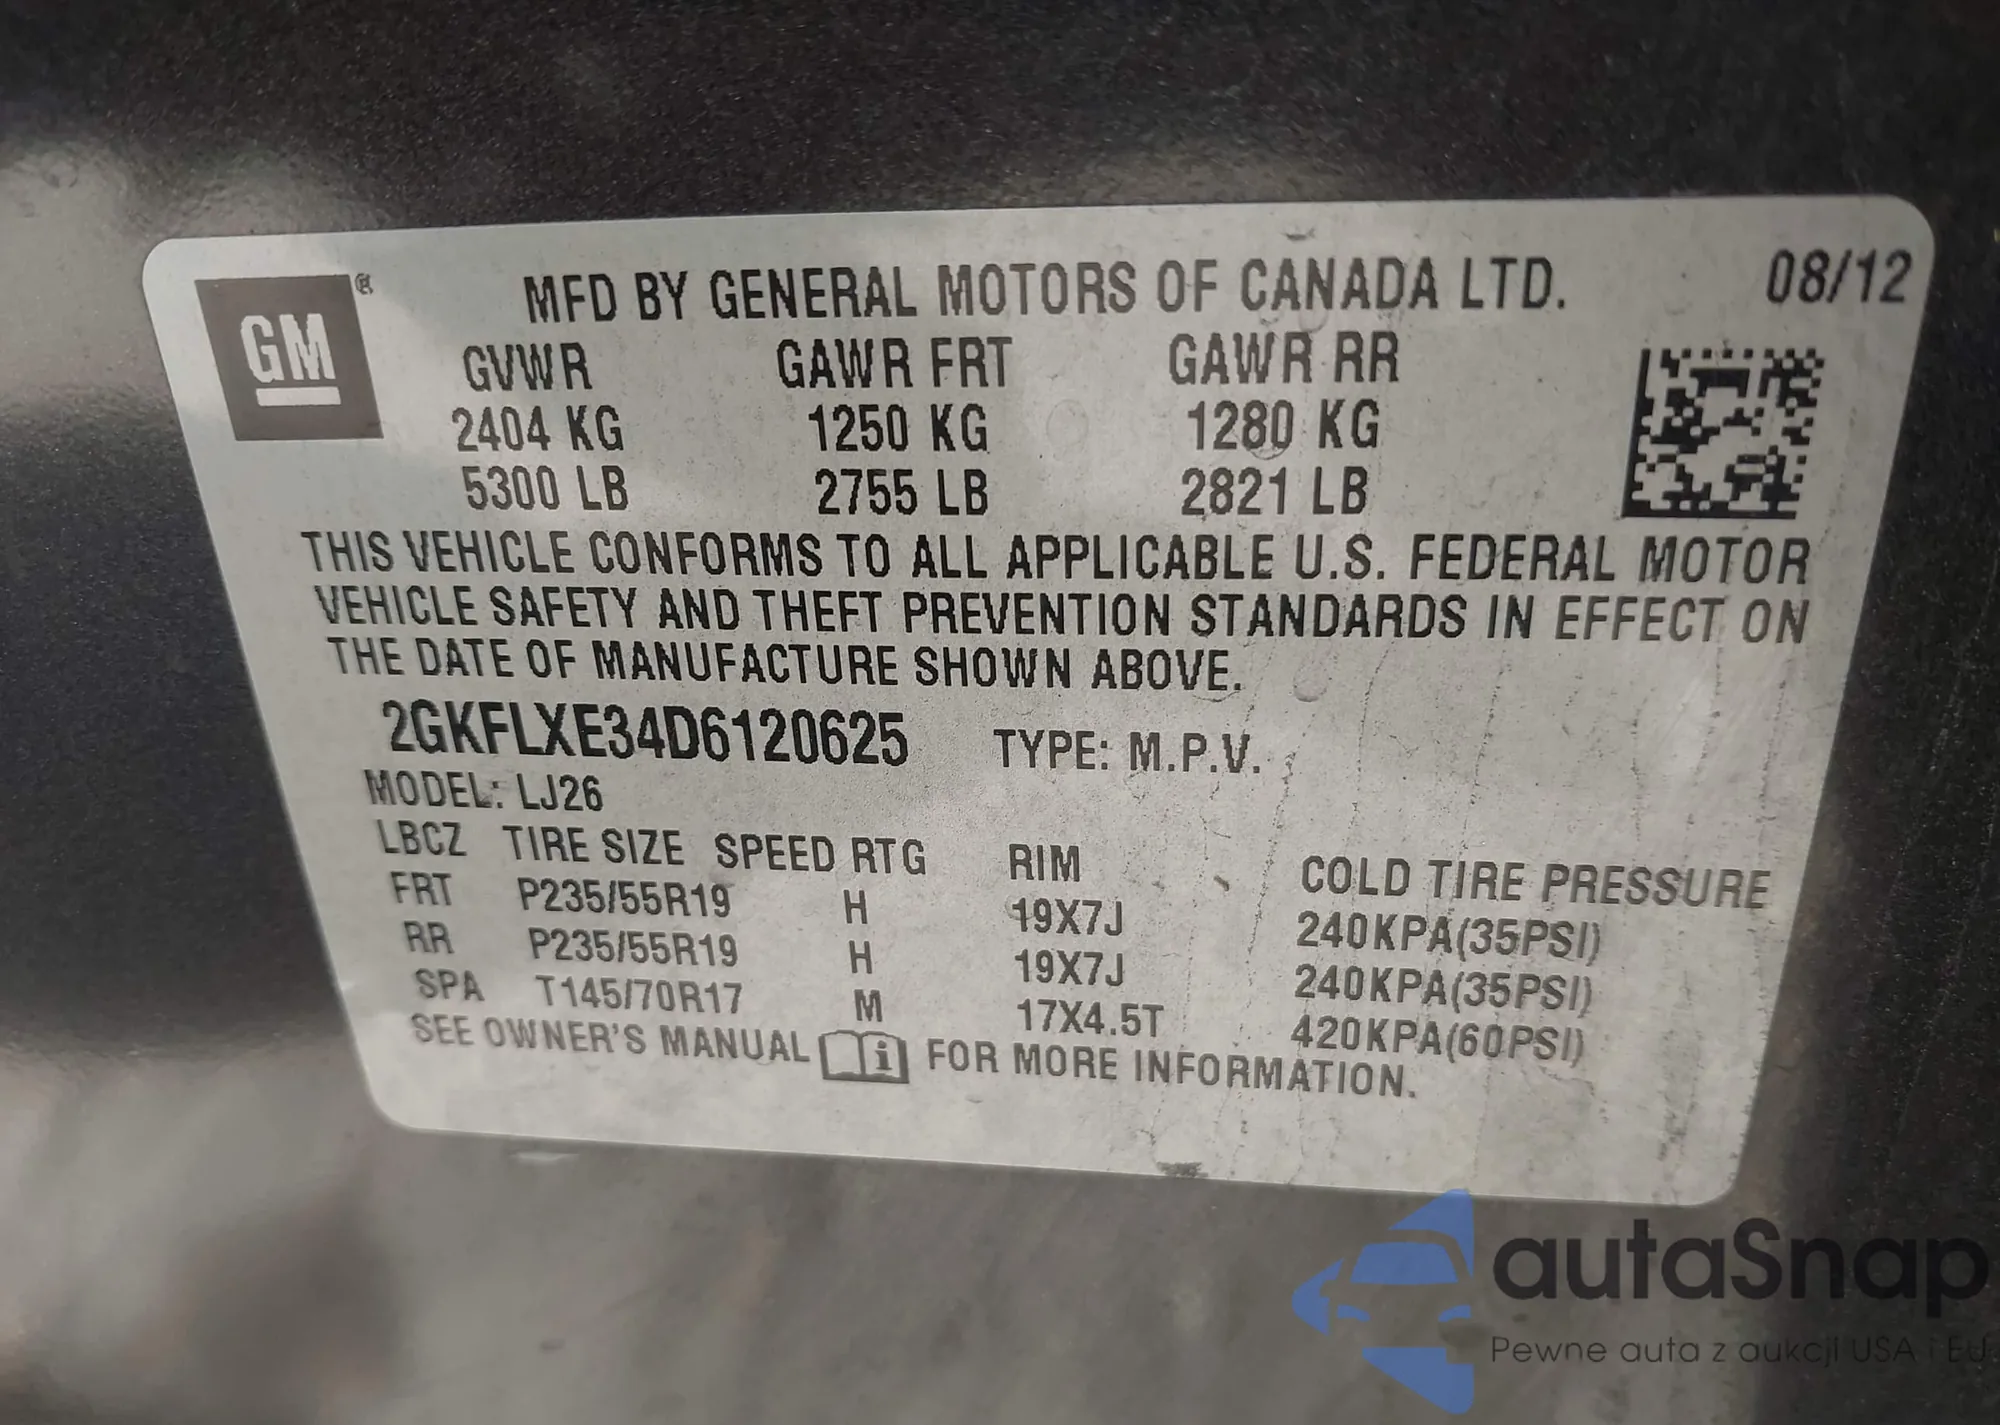 GM ®
MFD BY GENERAL MOTORS OF CANADA LTD. 08/12
GVWR GAWR FRT GAWR RR
2404 KG 1250 KG 1280 KG
5300 LB 2755 LB 2821 LB
THIS VEHICLE CONFORMS TO ALL APPLICABLE U.S. FEDERAL MOTOR
VEHICLE SAFETY AND THEFT PREVENTION STANDARDS IN EFFECT ON
THE DATE OF MANUFACTURE SHOWN ABOVE.
2GKFLXE34D6120625 TYPE: M.P.V.
MODEL: LJ26
LBCZ TIRE SIZE SPEED RTG RIM COLD TIRE PRESSURE
FRT P235/55R19 H 19X7J 240KPA(35PSI)
RR P235/55R19 H 19X7J 240KPA(35PSI)
SPA T145/70R17 M 17X4.5T 420KPA(60PSI)
SEE OWNER'S MANUAL i FOR MORE INFORMATION.
autaSnap
Pewne auta z aukcji USA i EU